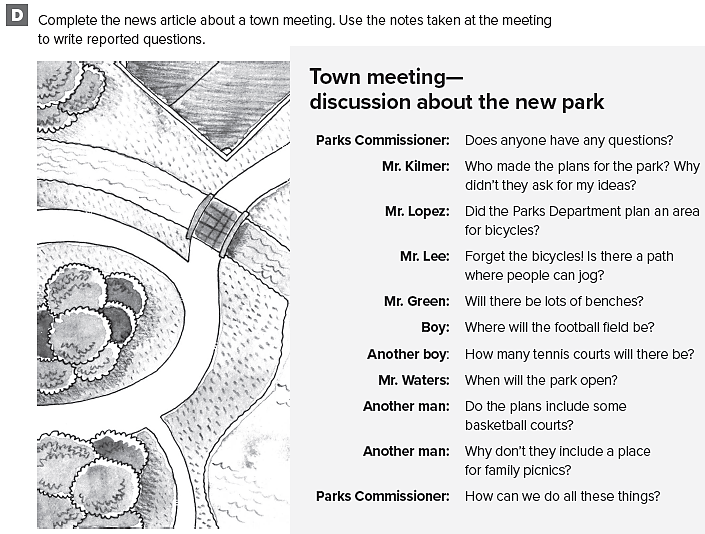 D Complete the news article about a town meeting. Use the notes taken at the meeting
to write reported questions.
Town meeting—
discussion about the new park
Parks Commissioner: Does anyone have any questions?
Mr. Kilmer: Who made the plans for the park? Why
didn’t they ask for my ideas?
Mr. Lopez: Did the Parks Department plan an area
for bicycles?
Mr. Lee: Forget the bicycles! Is there a path
where people can jog?
Mr. Green: Will there be lots of benches?
Boy: Where will the football field be?
Another boy: How many tennis courts will there be?
Mr. Waters: When will the park open?
Another man: Do the plans include some
basketball courts?
Another man: Why don’t they include a place
for family picnics?
Parks Commissioner: How can we do all these things?